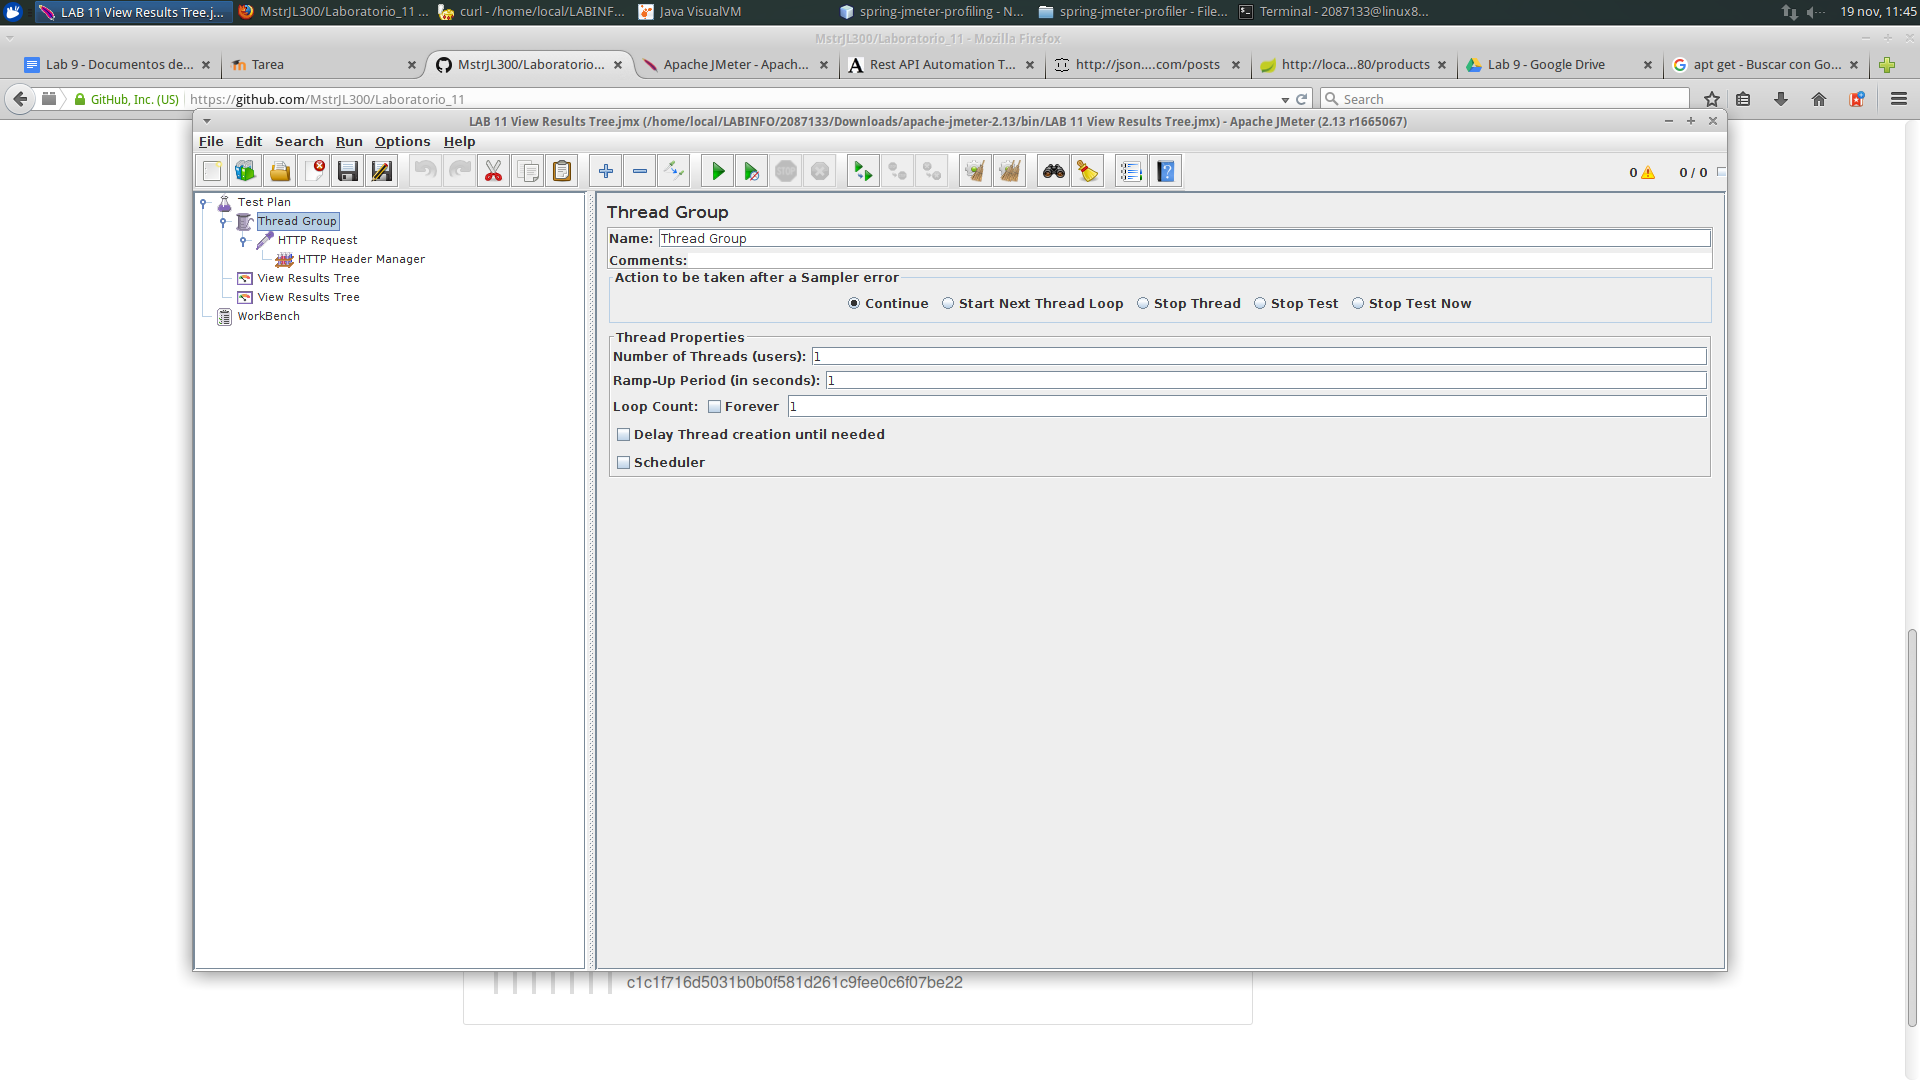 LAB 11 View Results Tree.j... MstrJL300/Laboratorio_11 ... curl - /home/local/LABINF... Java VisualVM spring-jmeter-profiling - N... spring-jmeter-profiler - File... Terminal - 2087133@linux8... 19 nov, 11:45
MstrJL300/Laboratorio_11 - Mozilla Firefox
Lab 9 - Documentos de... Tarea MstrJL300/Laboratorio... Apache JMeter - Apac... Rest API Automation T... http://json....com/posts http://loca...80/products Lab 9 - Google Drive apt get - Buscar con Go...
GitHub, Inc. (US) https://github.com/MstrJL300/Laboratorio_11 Search
LAB 11 View Results Tree.jmx (/home/local/LABINFO/2087133/Downloads/apache-jmeter-2.13/bin/LAB 11 View Results Tree.jmx) - Apache JMeter (2.13 r1665067)
File Edit Search Run Options Help
STOP 0 0 / 0
Test Plan
Thread Group
HTTP Request
HTTP Header Manager
View Results Tree
View Results Tree
WorkBench
Thread Group
Name: Thread Group
Comments:
Action to be taken after a Sampler error
Continue Start Next Thread Loop Stop Thread Stop Test Stop Test Now
Thread Properties
Number of Threads (users): 1
Ramp-Up Period (in seconds): 1
Loop Count: Forever 1
Delay Thread creation until needed
Scheduler
c1c1f716d5031b0b0f581d261c9fee0c6f07be22